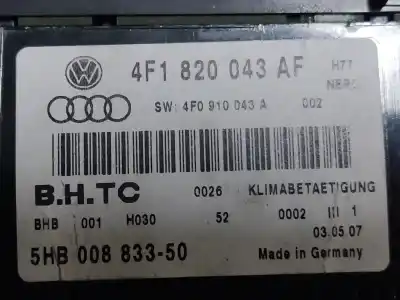 4F1 820 043 AF H77
SW: 4F0 910 043 A 002
B.H.TC 0026 KLIMABETAETIGUNG
BHB 001 H030 52 0002 III 1
03.05.07
5HB 008 833-50 Made in Germany